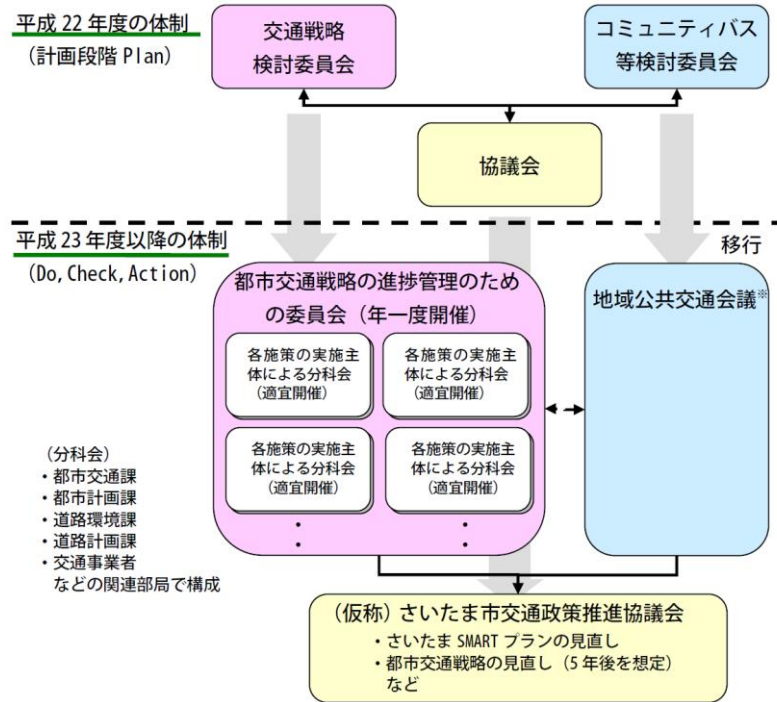 平成22年度の体制
(計画段階 Plan)
交通戦略
検討委員会
コミュニティバス
等検討委員会
協議会
平成23年度以降の体制
(Do, Check, Action)
移行
都市交通戦略の進捗管理のため
の委員会（年一度開催）
各施策の実施主
体による分科会
(適宜開催)
各施策の実施主
体による分科会
(適宜開催)
各施策の実施主
体による分科会
(適宜開催)
各施策の実施主
体による分科会
(適宜開催)
地域公共交通会議※
(分科会)
・都市交通課
・都市計画課
・道路環境課
・道路計画課
・交通事業者
などの関連部局で構成
(仮称) さいたま市交通政策推進協議会
・さいたま SMART プランの見直し
・都市交通戦略の見直し（5年後を想定）
など